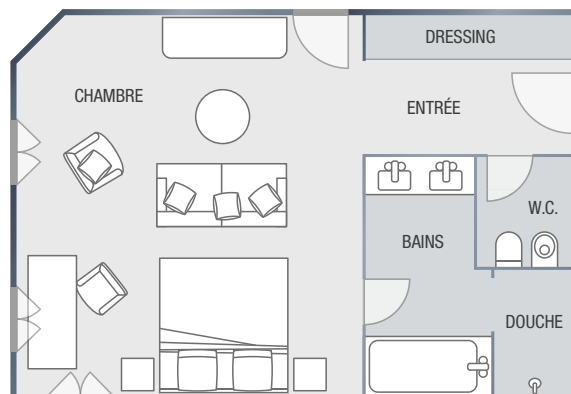 DRESSING
CHAMBRE
ENTRÉE
W.C.
BAINS
DOUCHE